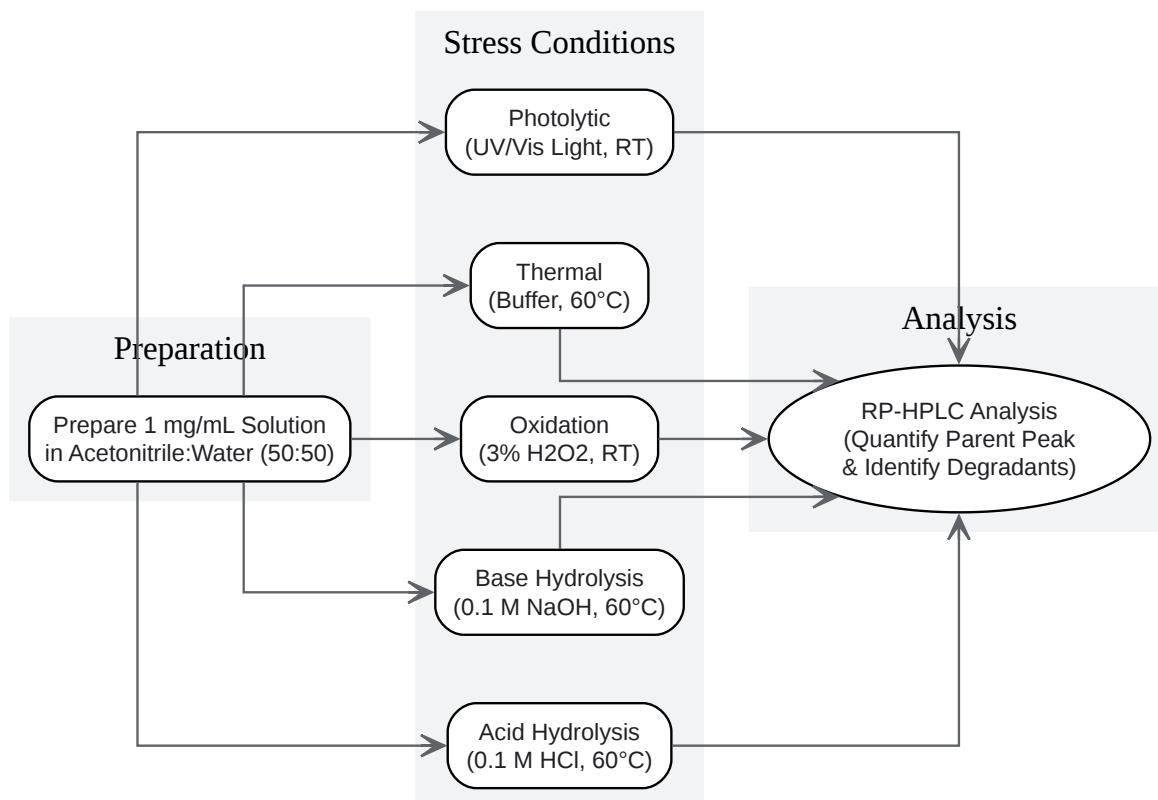 Stress Conditions
Photolytic
(UV/Vis Light, RT)
Thermal
(Buffer, 60°C)
Preparation
Analysis
Prepare 1 mg/mL Solution
in Acetonitrile:Water (50:50)
Oxidation
(3% H2O2, RT)
RP-HPLC Analysis
(Quantify Parent Peak
& Identify Degradants)
Base Hydrolysis
(0.1 M NaOH, 60°C)
Acid Hydrolysis
(0.1 M HCl, 60°C)